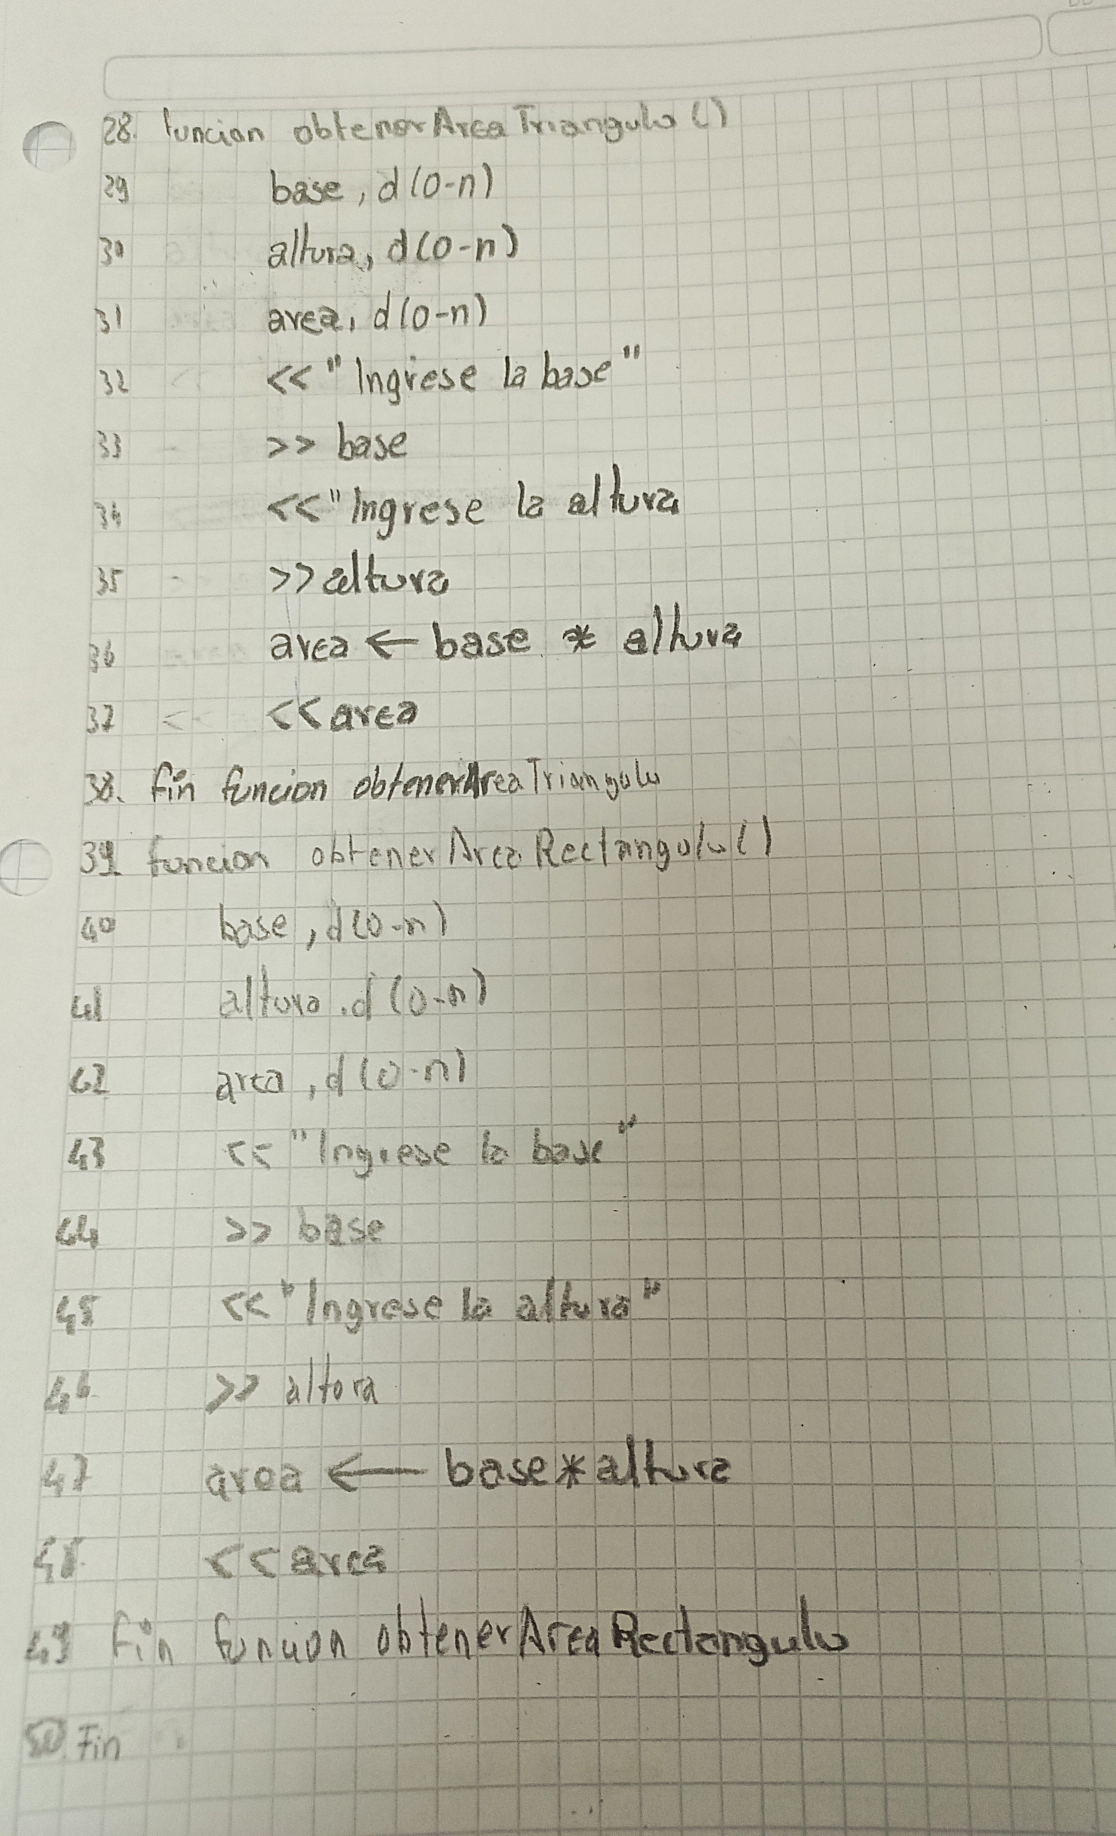 28. funcion obtenerAreaTriangulo ()
29 base, d(0-n)
30 altura, d(0-n)
31 area, d(0-n)
32 << "Ingrese la base"
33 >> base
34 << "Ingrese la altura
35 >> altura
36 area ← base * altura
37 << area
38. fin funcion obtenerAreaTriangulo
39 funcion obtenerAreaRectangulo()
40 base, d(0-n)
41 altura, d(0-n)
42 area, d(0-n)
43 << "Ingrese la base"
44 >> base
45 << "Ingrese la altura"
46 >> altura
47 area ← base * altura
48. << area
49 fin funcion obtenerAreaRectangulo
50. Fin